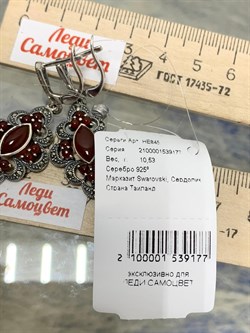 Леди
Самоцвет
ГОСТ 17435-72
Серьги Арт. HE845
Серия 2100001539177
Вес, г 10,53
Серебро 925°
Марказит Swarovski, Сердолик
Страна Таиланд
2 100001 539177
эксклюзивно для
ЛЕДИ САМОЦВЕТ
Леди
Самоцвет